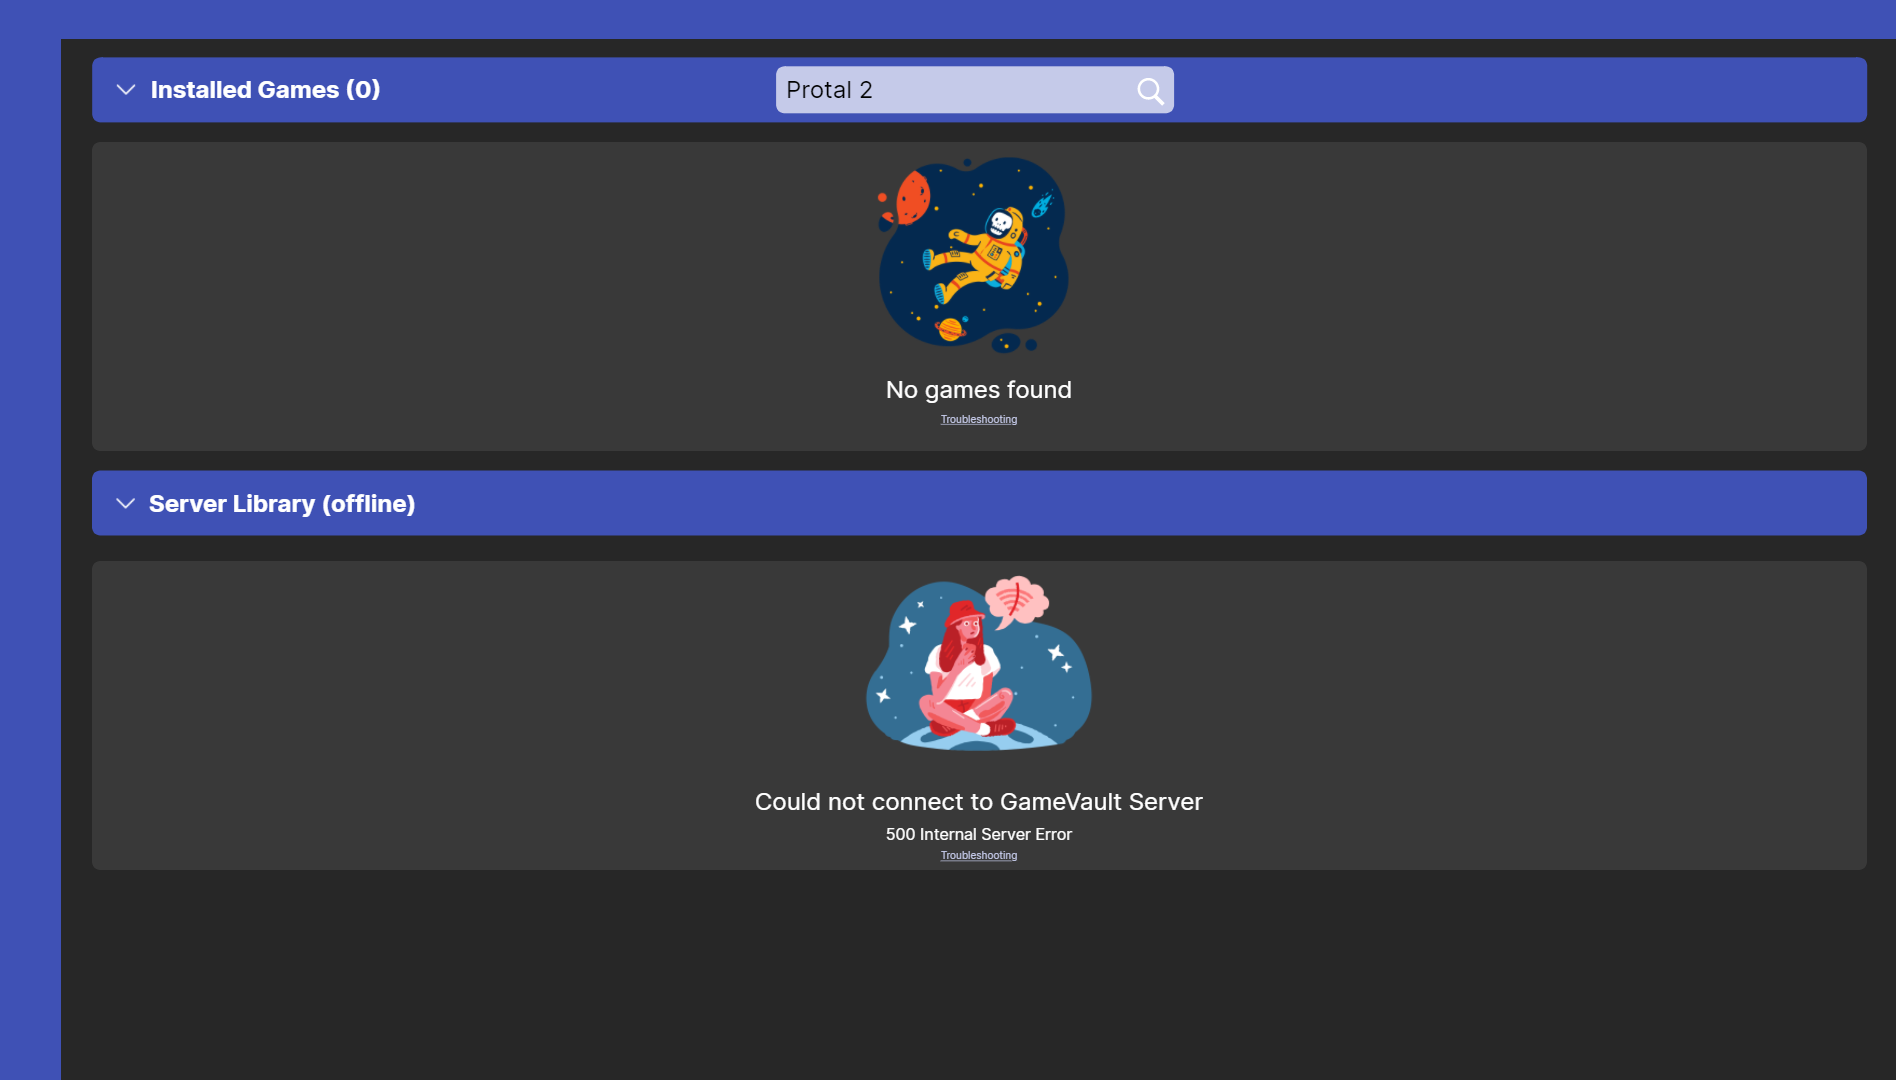 Installed Games (0)
Protal 2
No games found
Troubleshooting
Server Library (offline)
Could not connect to GameVault Server
500 Internal Server Error
Troubleshooting